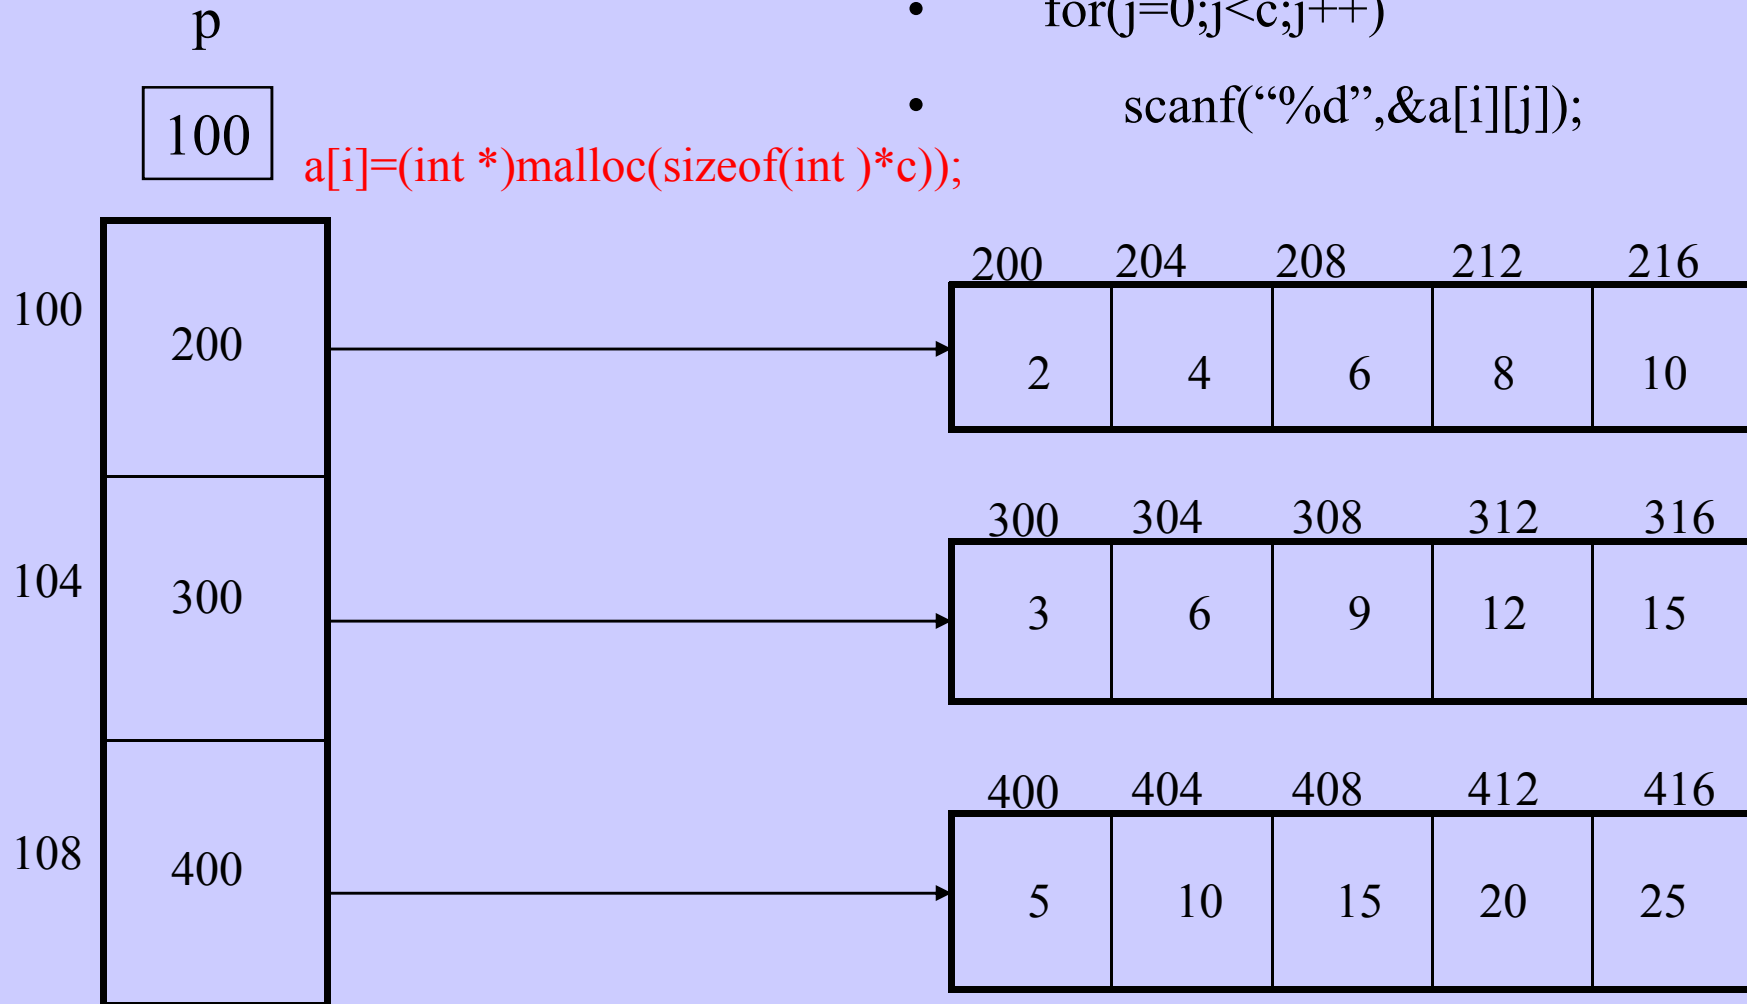 p
• for(j=0;j<c;j++)
• scanf(“%d”,&a[i][j]);
100
a[i]=(int *)malloc(sizeof(int )*c));
200 204 208 212 216
100 200
2 4 6 8 10
300 304 308 312 316
104 300
3 6 9 12 15
400 404 408 412 416
108 400
5 10 15 20 25